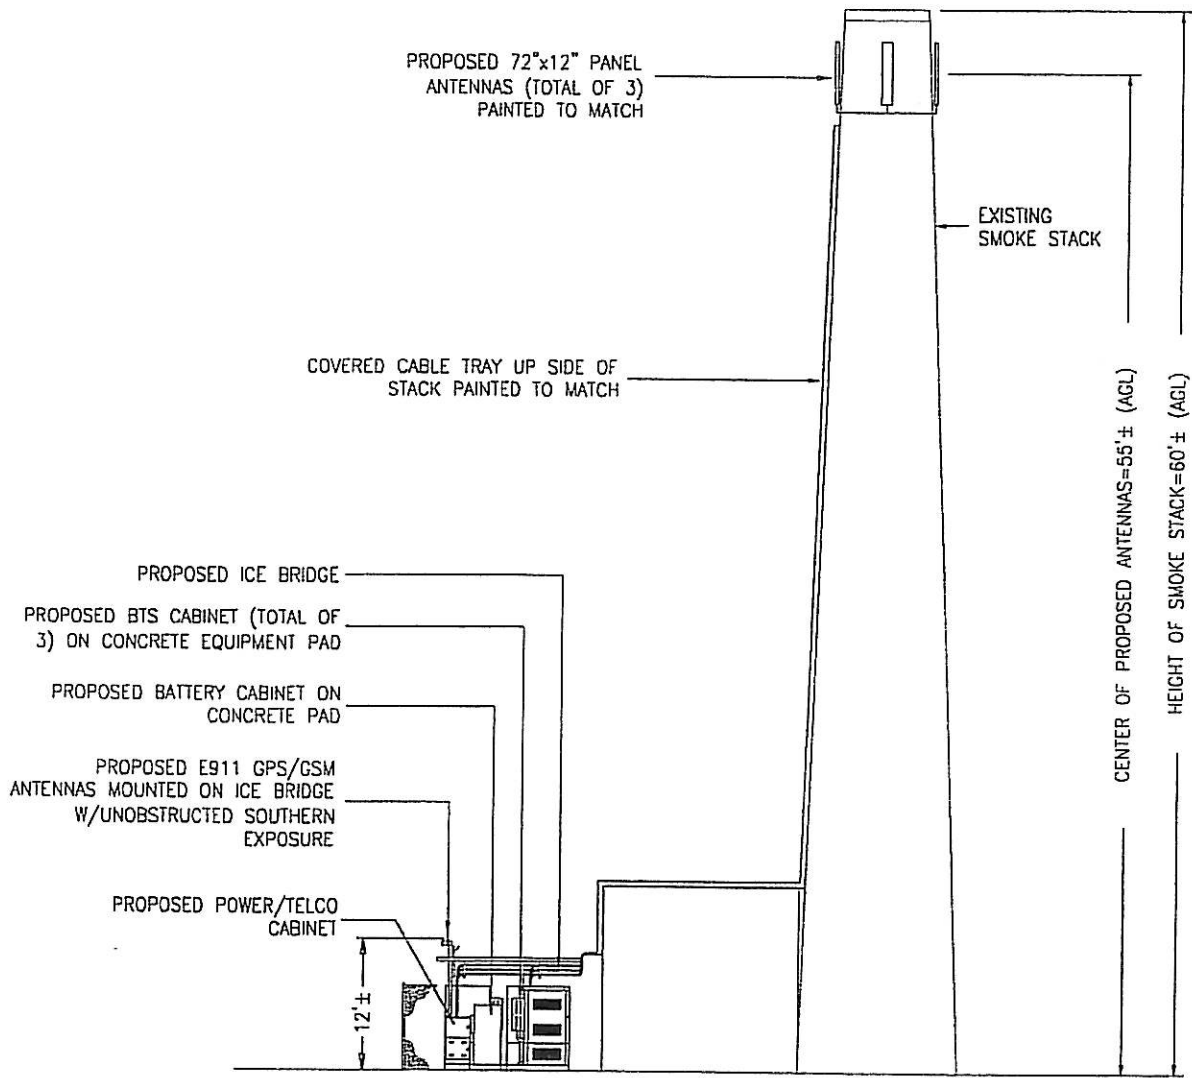 PROPOSED 72"x12" PANEL
ANTENNAS (TOTAL OF 3)
PAINTED TO MATCH
EXISTING
SMOKE STACK
COVERED CABLE TRAY UP SIDE OF
STACK PAINTED TO MATCH
CENTER OF PROPOSED ANTENNAS=55'± (AGL)
HEIGHT OF SMOKE STACK=60'± (AGL)
PROPOSED ICE BRIDGE
PROPOSED BTS CABINET (TOTAL OF
3) ON CONCRETE EQUIPMENT PAD
PROPOSED BATTERY CABINET ON
CONCRETE PAD
PROPOSED E911 GPS/GSM
ANTENNAS MOUNTED ON ICE BRIDGE
W/UNOBSTRUCTED SOUTHERN
EXPOSURE
PROPOSED POWER/TELCO
CABINET
12'±